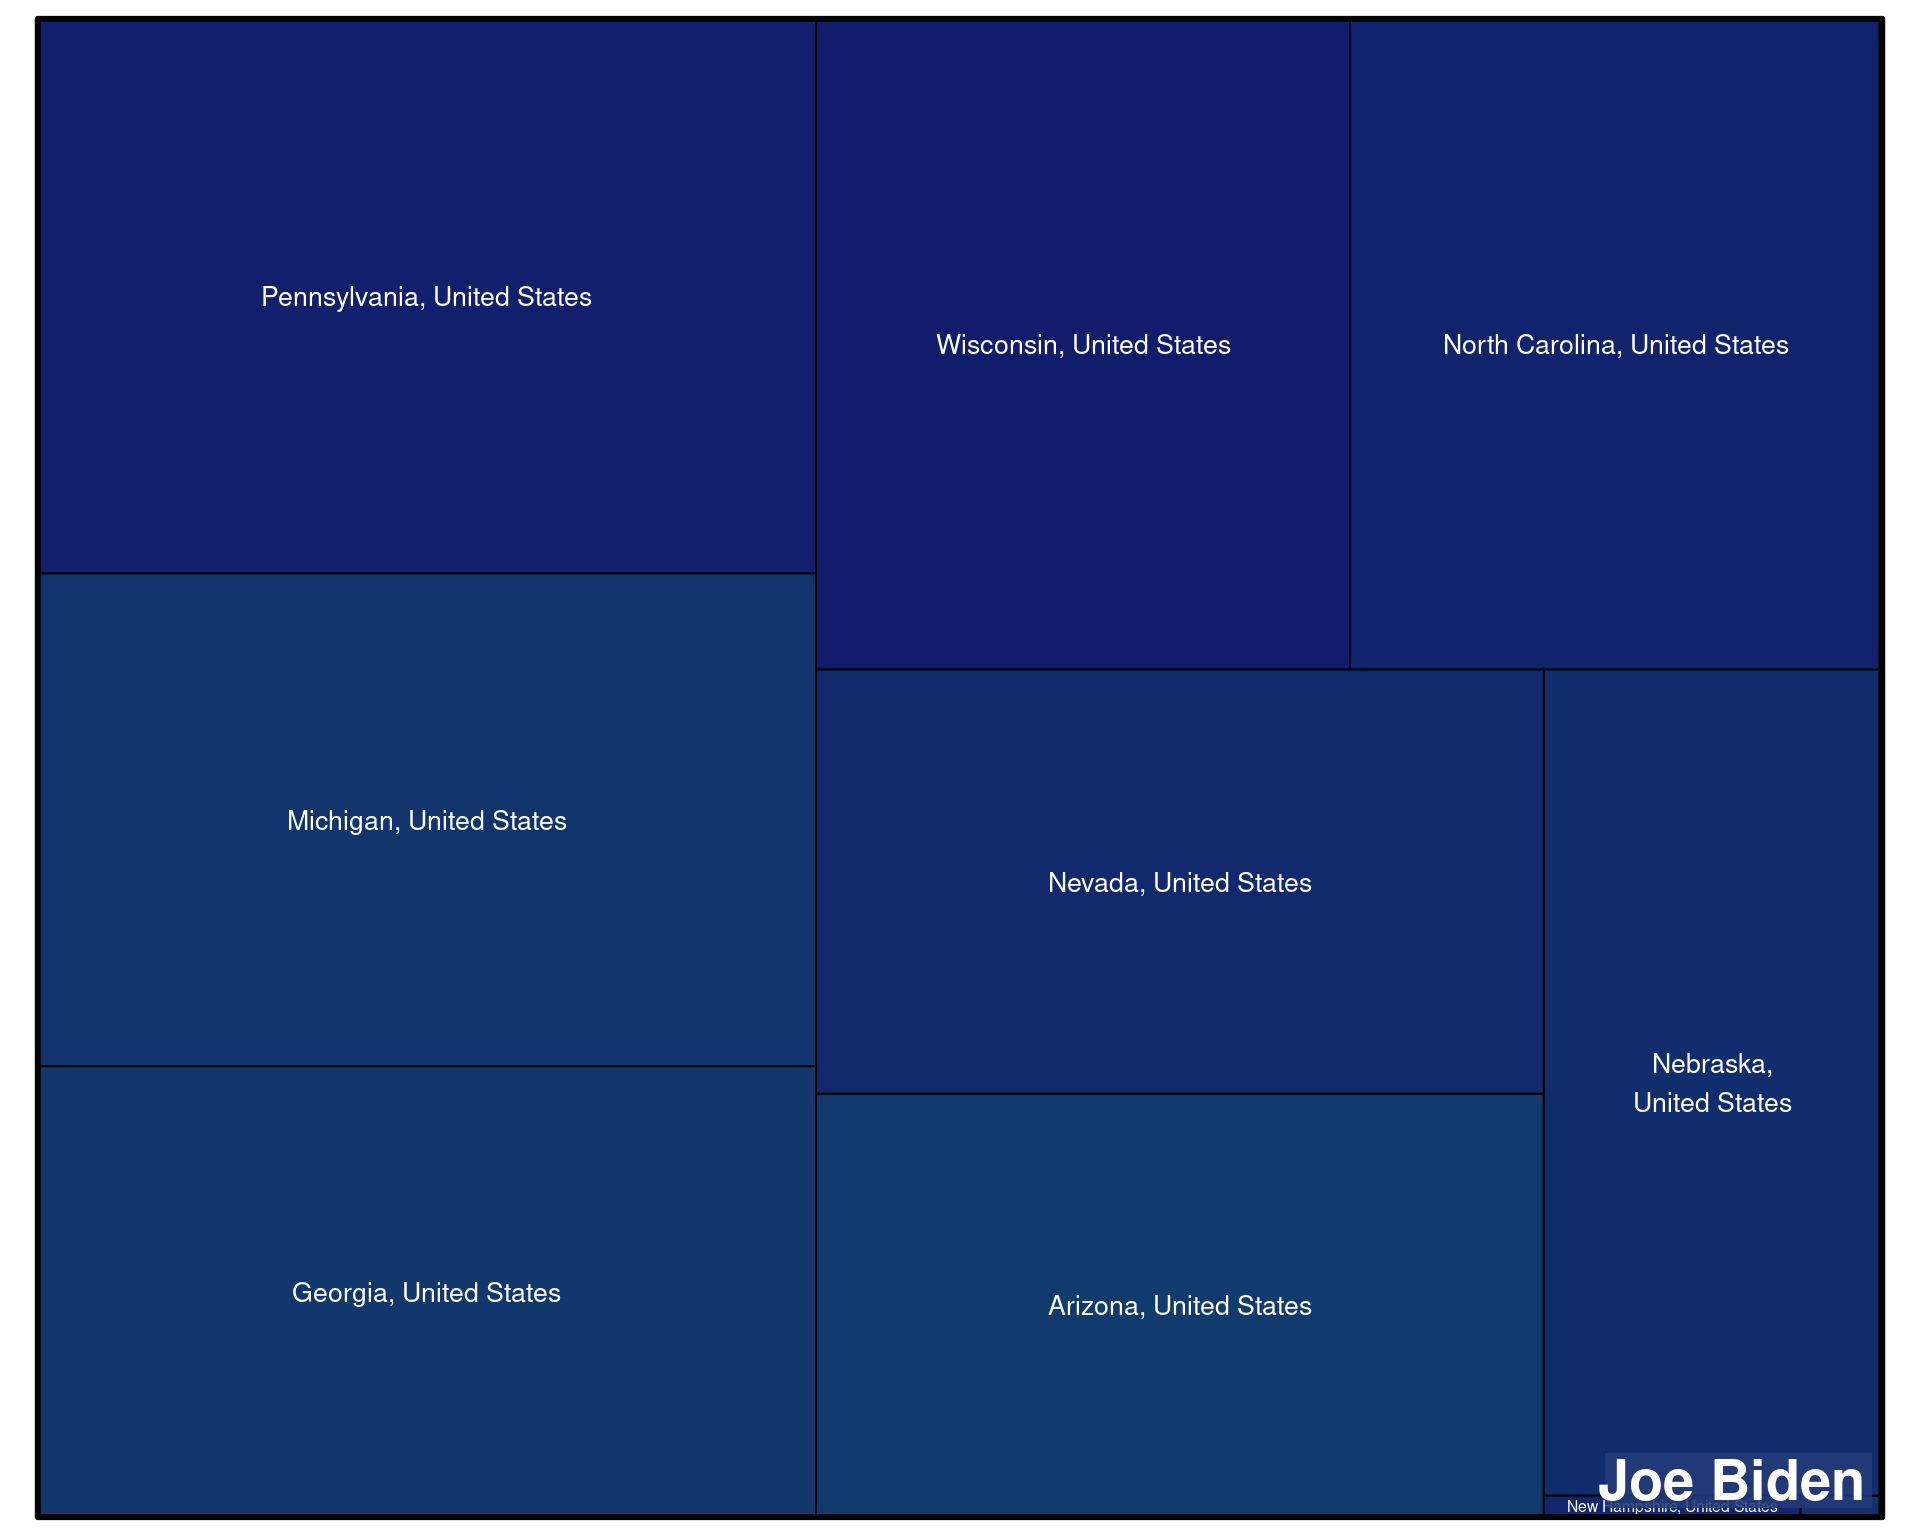 Pennsylvania, United States
Wisconsin, United States
North Carolina, United States
Michigan, United States
Nevada, United States
Nebraska,
United States
Georgia, United States
Arizona, United States
Joe Biden
New Hampshire, United States